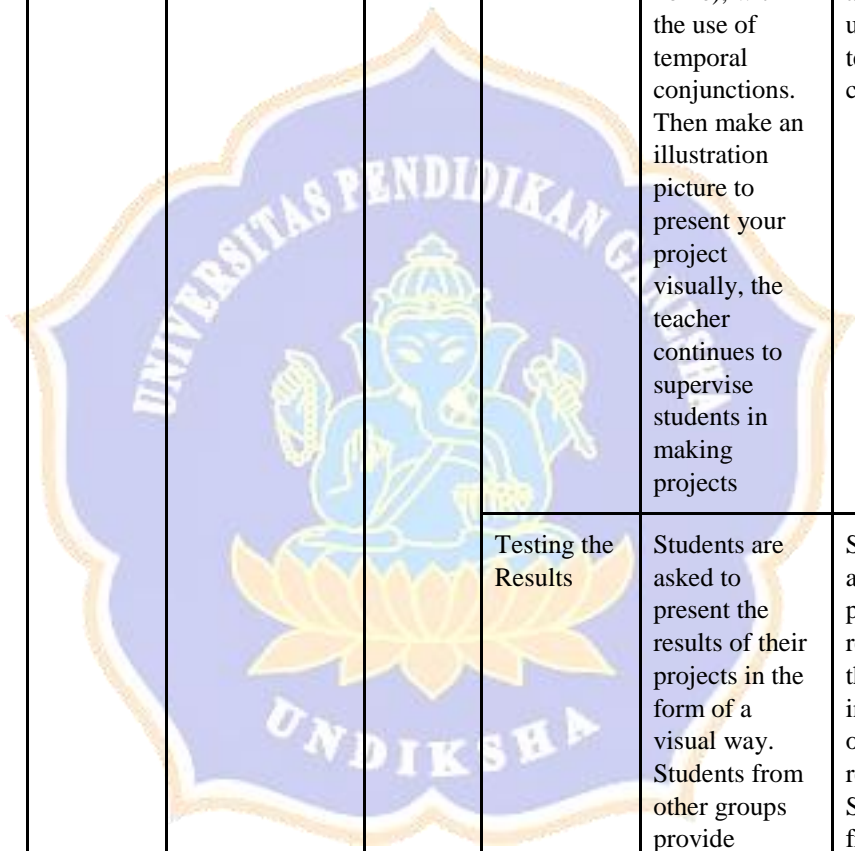 the use of
temporal
conjunctions.
Then make an
illustration
picture to
present your
project
visually, the
teacher
continues to
supervise
students in
making
projects
Testing the
Results
Students are
asked to
present the
results of their
projects in the
form of a
visual way.
Students from
other groups
provide
UNIVERSITAS PENDIDIKAN GANESHA
UNDIKSHA